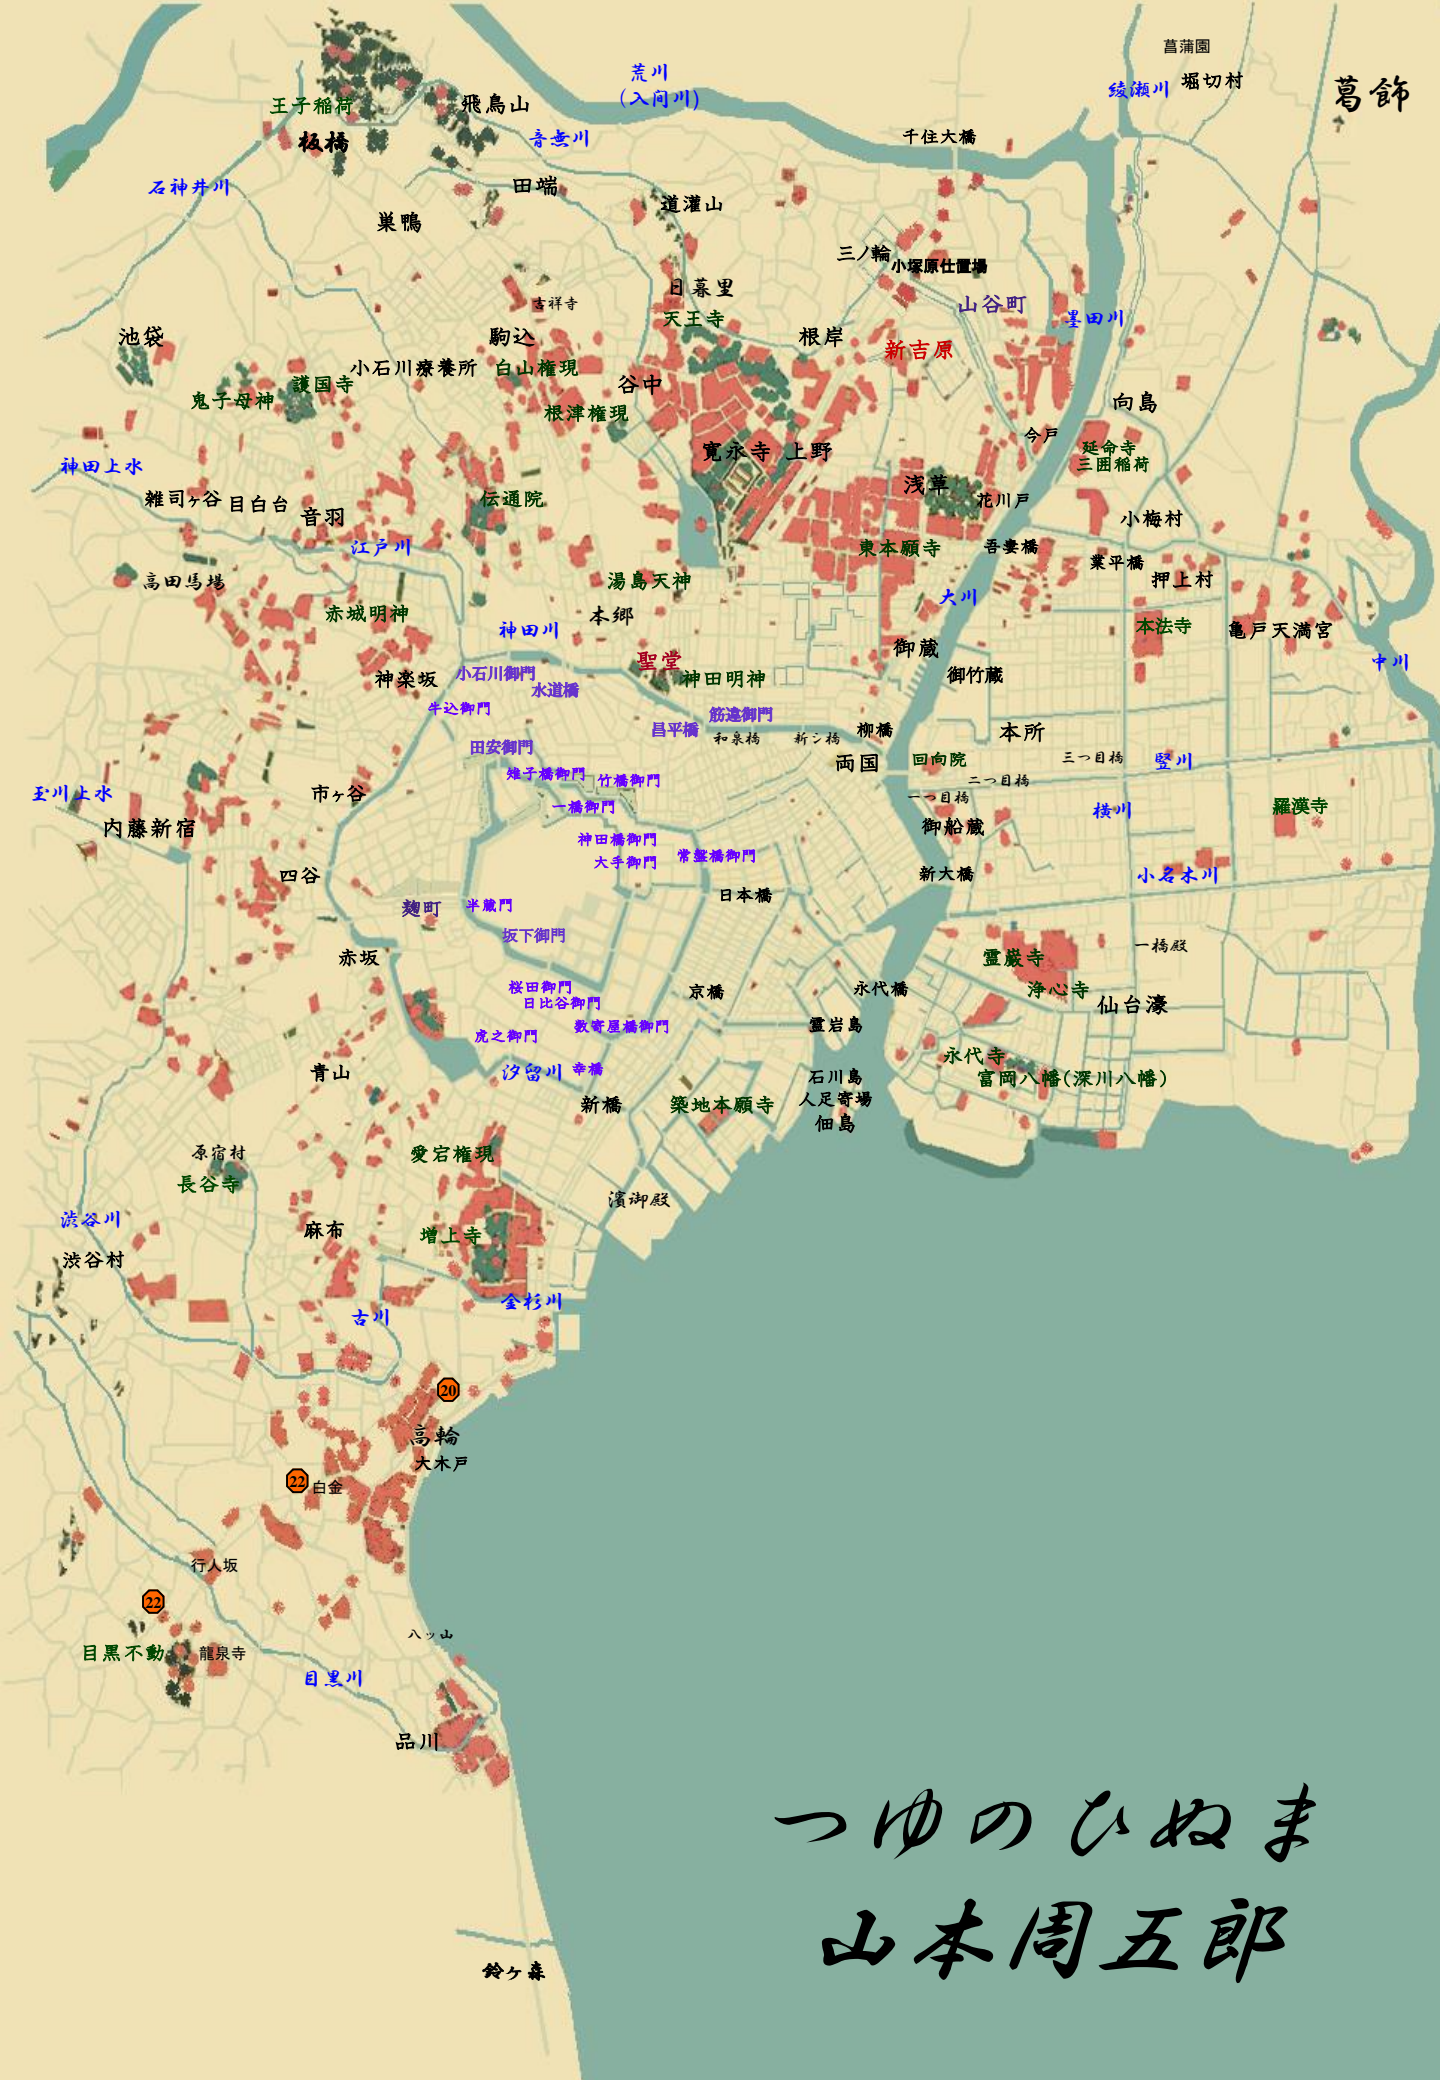 菖蒲園
荒川
(入间川)
綾瀬川
堀切村
葛飾
王子稲荷
飛鳥山
板橋
音無川
千住大橋
石神井川
田端
道灌山
巣鴨
三ノ輪
小塚原仕置場
日暮里
吉祥寺
山谷町
天王寺
墨田川
池袋
駒込
根岸
新吉原
小石川療養所
白山権現
護国寺
谷中
鬼子母神
根津権現
向島
今戸
延命寺
三囲稲荷
寛永寺
上野
神田上水
浅草
雑司ヶ谷
目白台
音羽
伝通院
花川戸
小梅村
江戸川
東本願寺
吾妻橋
業平橋
高田馬場
湯島天神
押上村
大川
赤城明神
本郷
神田川
本法寺
亀戸天満宮
御蔵
聖堂
中川
神楽坂
小石川御門
水道橋
神田明神
御竹蔵
牛込御門
筋違御門
昌平橋
和泉橋
新シ橋
柳橋
本所
田安御門
両国
回向院
三つ目橋
竪川
雉子橋御門
竹橋御門
二つ目橋
玉川上水
市ヶ谷
一橋御門
一つ目橋
横川
羅漢寺
内藤新宿
神田橋御門
御船蔵
大手御門
常盤橋御門
四谷
新大橋
小名木川
日本橋
麹町
半蔵門
坂下御門
一橋殿
赤坂
霊厳寺
桜田御門
京橋
永代橋
浄心寺
日比谷御門
仙台濠
数寄屋橋御門
霊岩島
虎之御門
永代寺
青山
汐留川
幸橋
石川島
富岡八幡(深川八幡)
人足寄場
新橋
築地本願寺
佃島
原宿村
愛宕権現
長谷寺
濱御殿
渋谷川
麻布
増上寺
渋谷村
金杉川
古川
20
高輪
大木戸
22
白金
行人坂
22
八ッ山
目黒不動
龍泉寺
目黒川
品川
つゆのひぬま
山本周五郎
鈴ヶ森